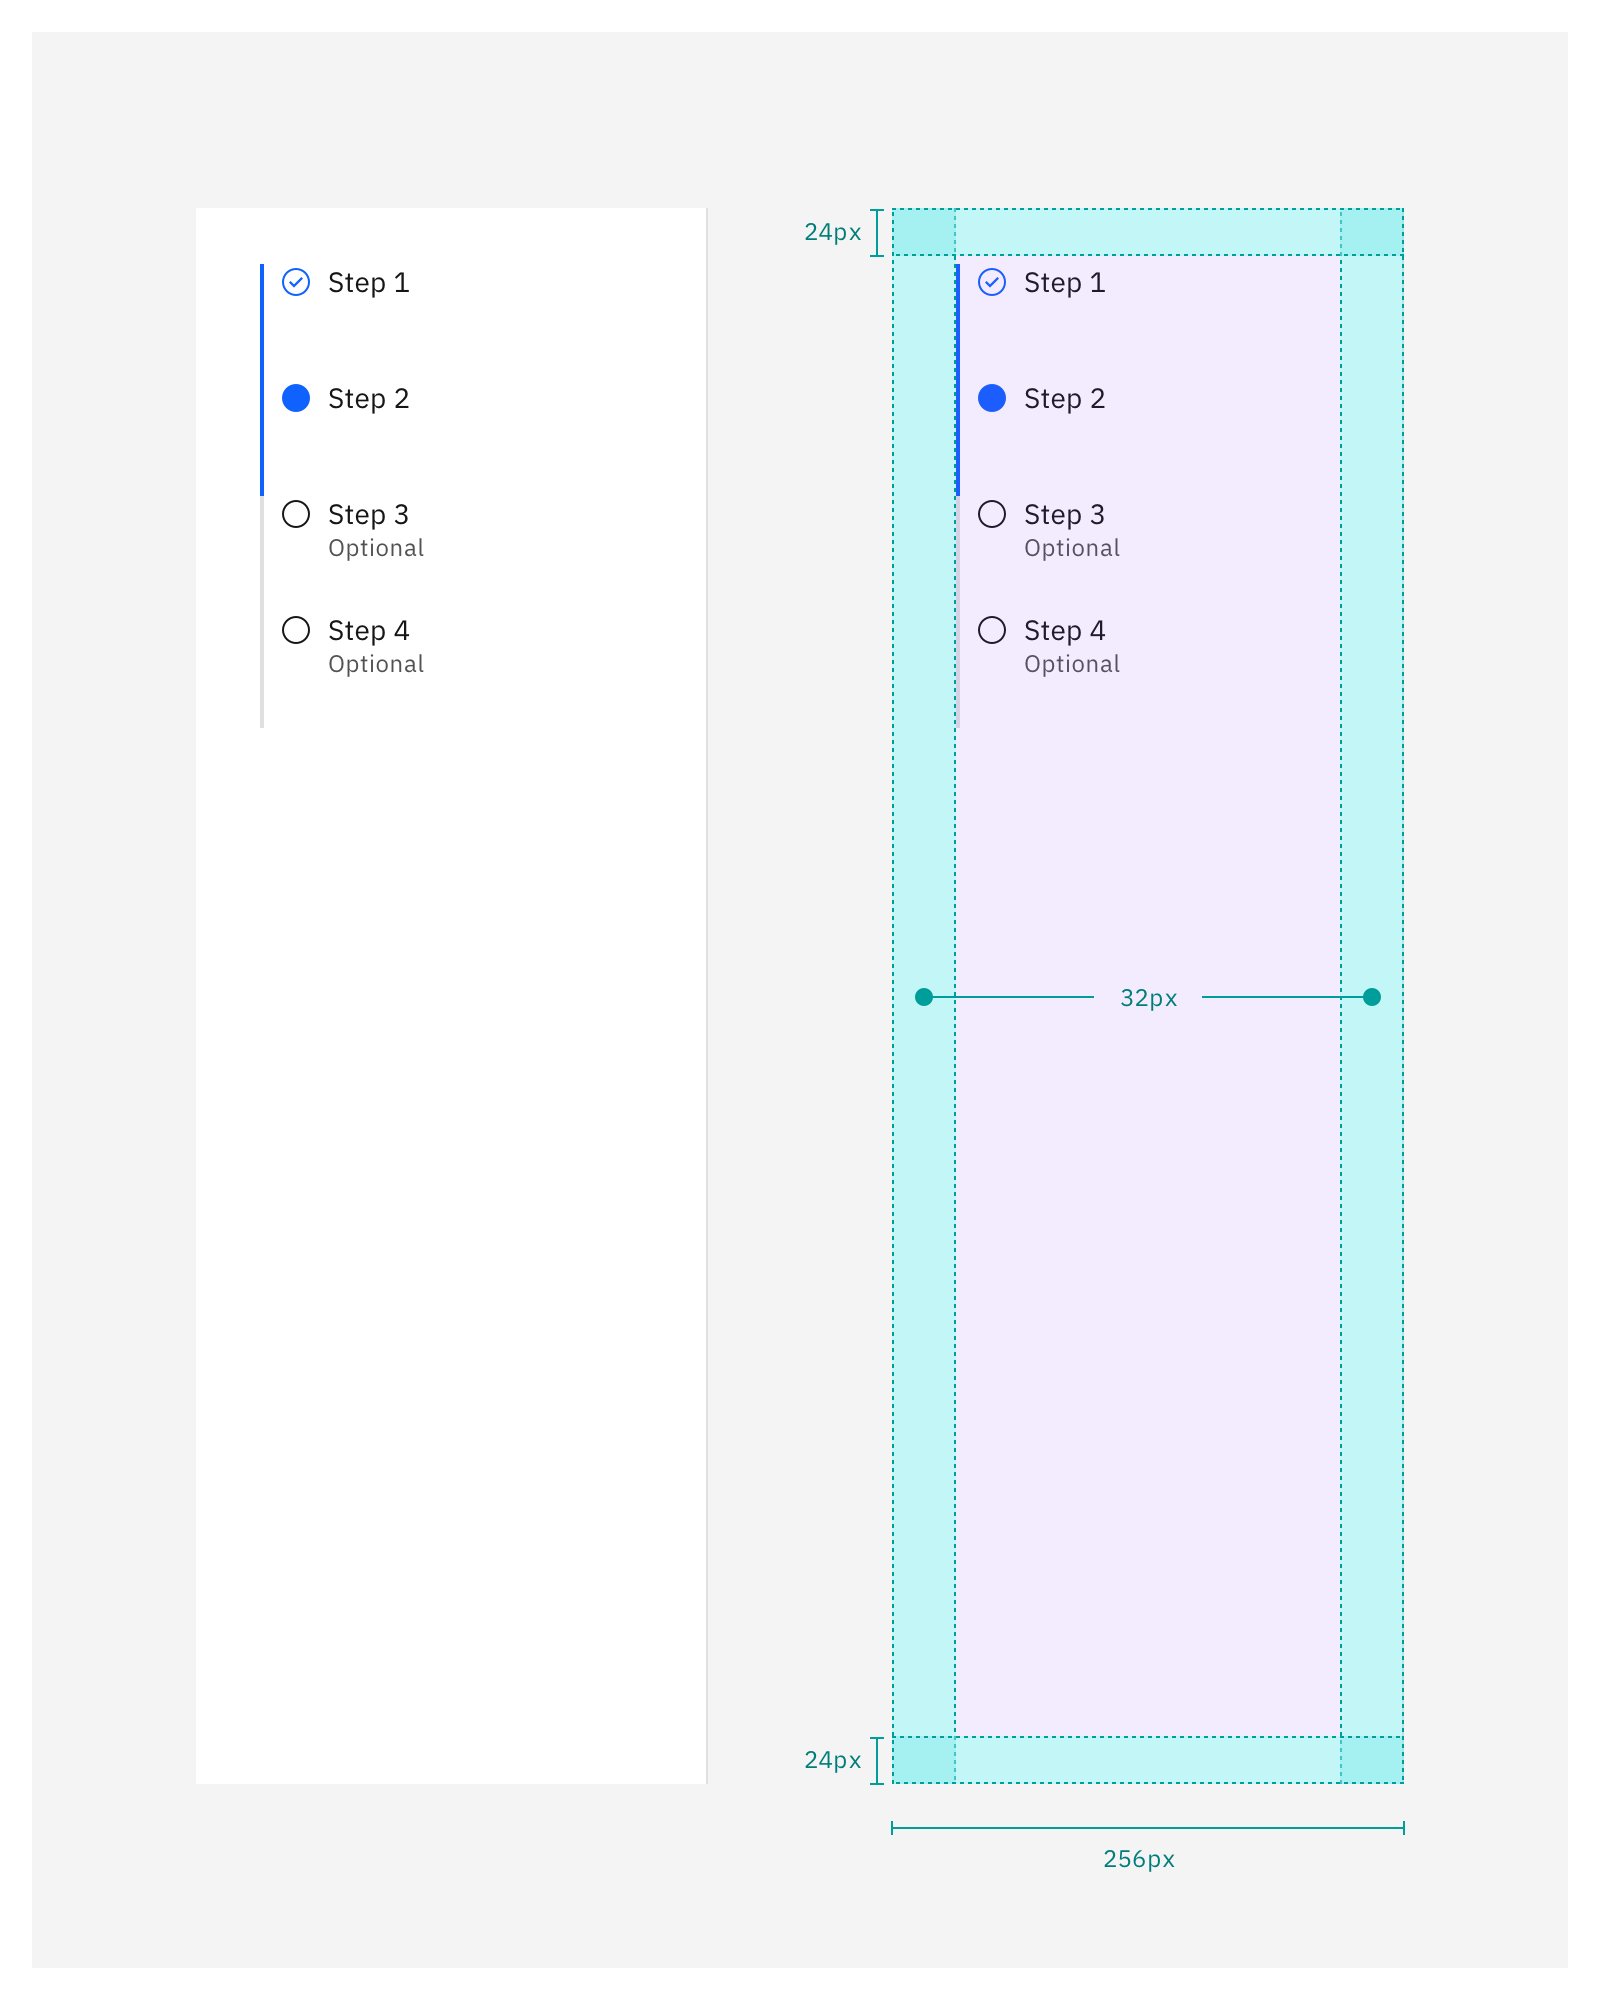 Step 1
Step 2
Step 3
Optional
Step 4
Optional
24px
Step 1
Step 2
Step 3
Optional
Step 4
Optional
32px
24px
256px